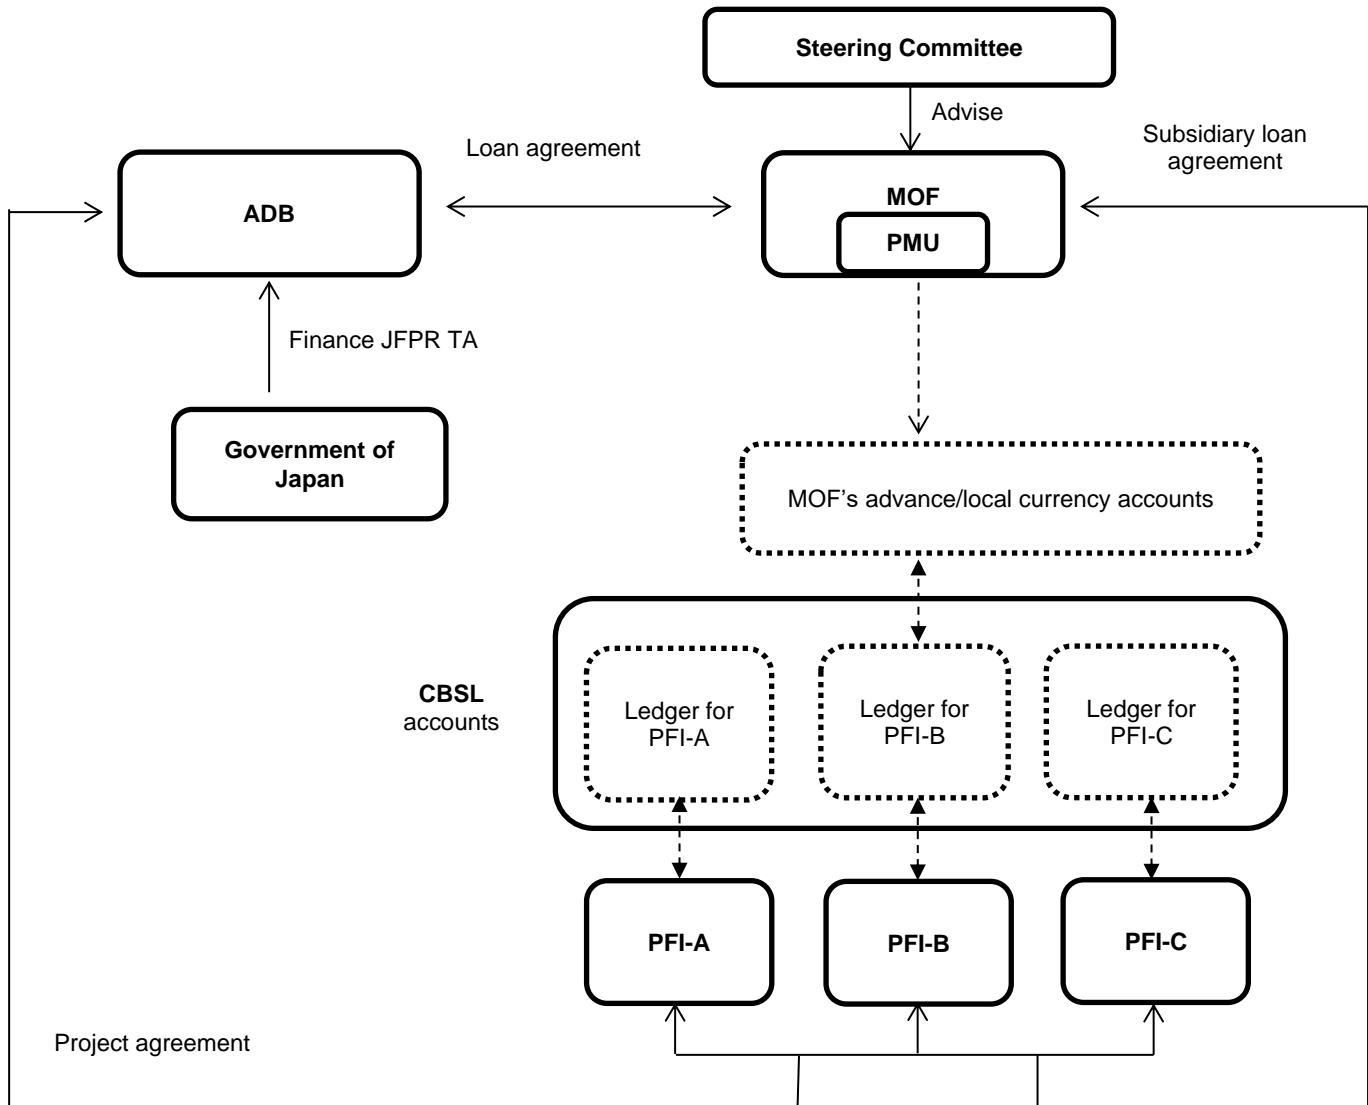 Steering Committee
Advise
Loan agreement
Subsidiary loan
agreement
ADB
MOF
PMU
Finance JFPR TA
Government of
Japan
MOF’s advance/local currency accounts
CBSL
accounts
Ledger for
PFI-A
Ledger for
PFI-B
Ledger for
PFI-C
PFI-A
PFI-B
PFI-C
Project agreement